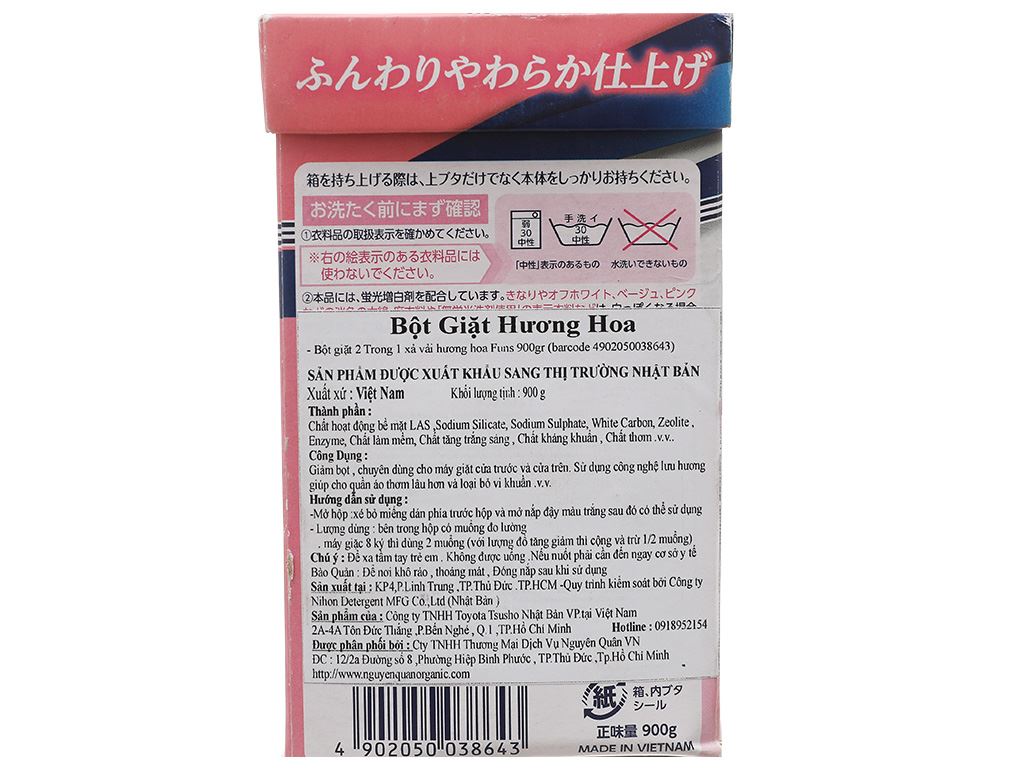 ふんわりやわらか仕上げ
箱を持ち上げる際は、上ブタだけでなく本体をしっかりお持ちください。
お洗たく前にまず確認
①衣料品の取扱表示を確かめてください。
※右の絵表示のある衣料品には
使わないでください。
弱
30
中性
手洗イ
30
中性
「中性」表示のあるもの
水洗いできないもの
②本品には、蛍光増白剤を配合しています。きなりやオフホワイト、ベージュ、ピンク
Bột Giặt Hương Hoa
- Bột giặt 2 Trong 1 xả vải hương hoa Funs 900gr (barcode 4902050038643)
SẢN PHẨM ĐƯỢC XUẤT KHẨU SANG THỊ TRƯỜNG NHẬT BẢN
Xuất xứ : Việt Nam Khối lượng tịnh : 900 g
Thành phần :
Chất hoạt động bề mặt LAS ,Sodium Silicate, Sodium Sulphate, White Carbon, Zeolite ,
Enzyme, Chất làm mềm, Chất tăng trắng sáng , Chất kháng khuẩn , Chất thơm .v.v..
Công Dụng :
Giảm bọt , chuyên dùng cho máy giặt cửa trước và cửa trên. Sử dụng công nghệ lưu hương
giúp cho quần áo thơm lâu hơn và loại bỏ vi khuẩn .v.v.
Hướng dẫn sử dụng :
-Mở hộp :xé bỏ miếng dán phía trước hộp và mở nắp đậy màu trắng sau đó có thể sử dụng
- Lượng dùng : bên trong hộp có muỗng đo lường
. máy giặc 8 ký thì dùng 2 muỗng (với lượng đồ tăng giảm thì cộng và trừ 1/2 muỗng)
Chú ý : Để xa tầm tay trẻ em . Không được uống .Nếu nuốt phải cần đến ngay cơ sở y tế
Bảo Quản : Để nơi khô ráo , thoáng mát , Đóng nắp sau khi sử dụng
Sản xuất tại : KP4,P.Linh Trung ,TP.Thủ Đức .TP.HCM -Quy trình kiểm soát bởi Công ty
Nihon Detergent MFG Co.,Ltd (Nhật Bản )
Sản phẩm của : Công ty TNHH Toyota Tsusho Nhật Bản VP.tại Việt Nam
2A-4A Tôn Đức Thắng ,P.Bến Nghé , Q.1 ,TP.Hồ Chí Minh Hotline : 0918952154
Được phân phối bởi : Cty TNHH Thương Mại Dịch Vụ Nguyên Quân VN
ĐC : 12/2a Đường số 8 ,Phường Hiệp Bình Phước , TP.Thủ Đức ,Tp.Hồ Chí Minh
http://www.nguyenquanorganic.com
4 902050 038643
紙
箱、内ブタ
シール
正味量 900g
MADE IN VIETNAM